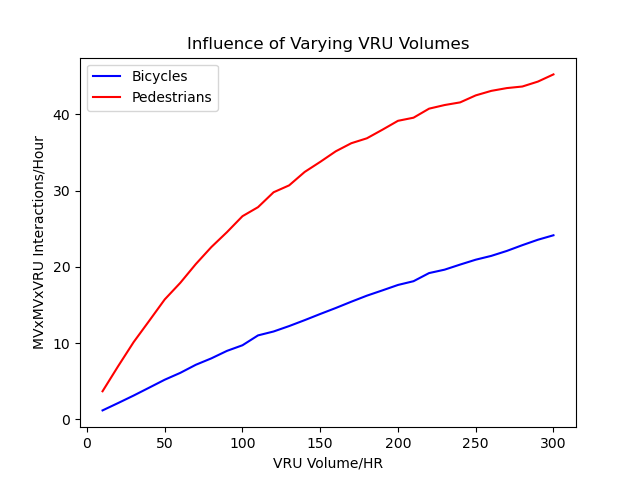 Influence of Varying VRU Volumes
Bicycles
Pedestrians
MVxMVxVRU Interactions/Hour
40
30
20
10
0
0 50 100 150 200 250 300
VRU Volume/HR